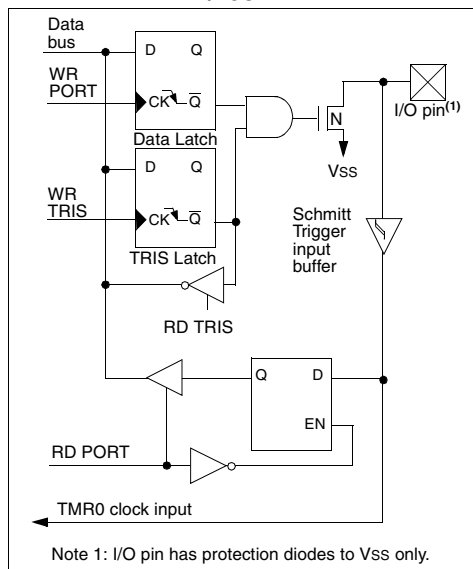 Data
bus
D Q
WR
PORT
CK Q
I/O pin(1)
N
Data Latch
VSS
D Q
WR
TRIS
CK Q
Schmitt
Trigger
input
buffer
TRIS Latch
RD TRIS
Q D
EN
RD PORT
TMR0 clock input
Note 1: I/O pin has protection diodes to VSS only.